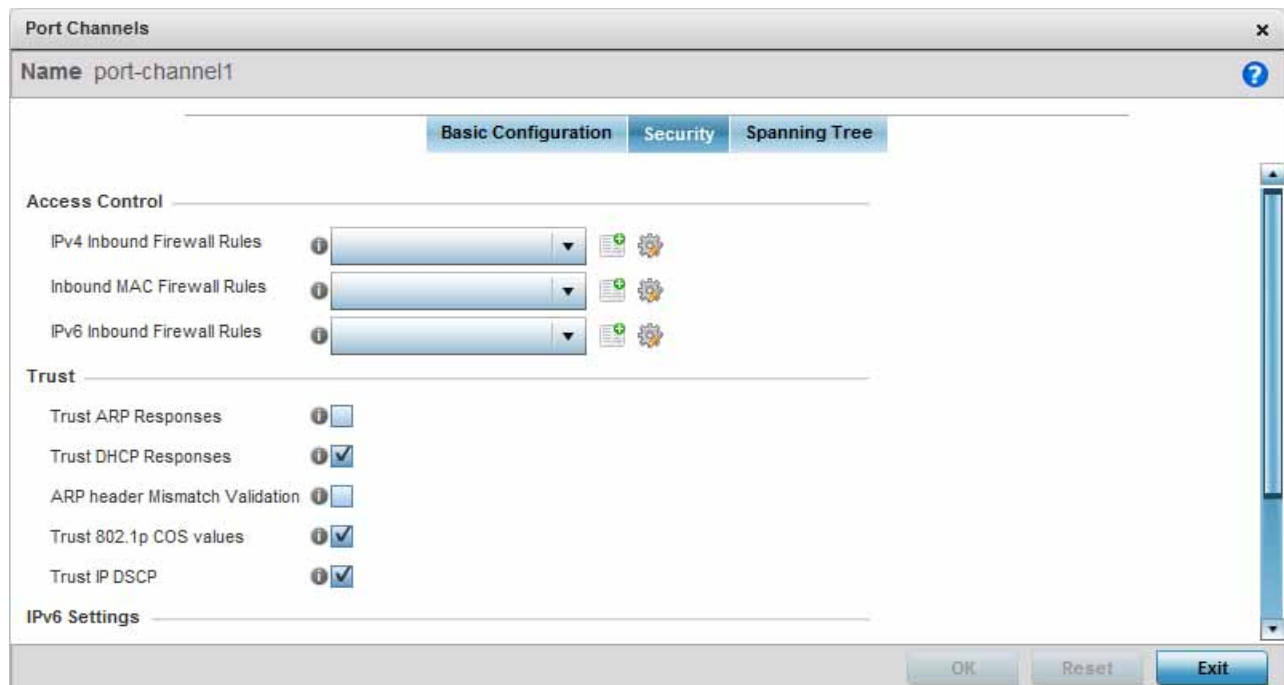 Port Channels
Name port-channel1
Basic Configuration Security Spanning Tree
Access Control
IPv4 Inbound Firewall Rules
Inbound MAC Firewall Rules
IPv6 Inbound Firewall Rules
Trust
Trust ARP Responses
Trust DHCP Responses
ARP header Mismatch Validation
Trust 802.1p COS values
Trust IP DSCP
IPv6 Settings
OK Reset Exit